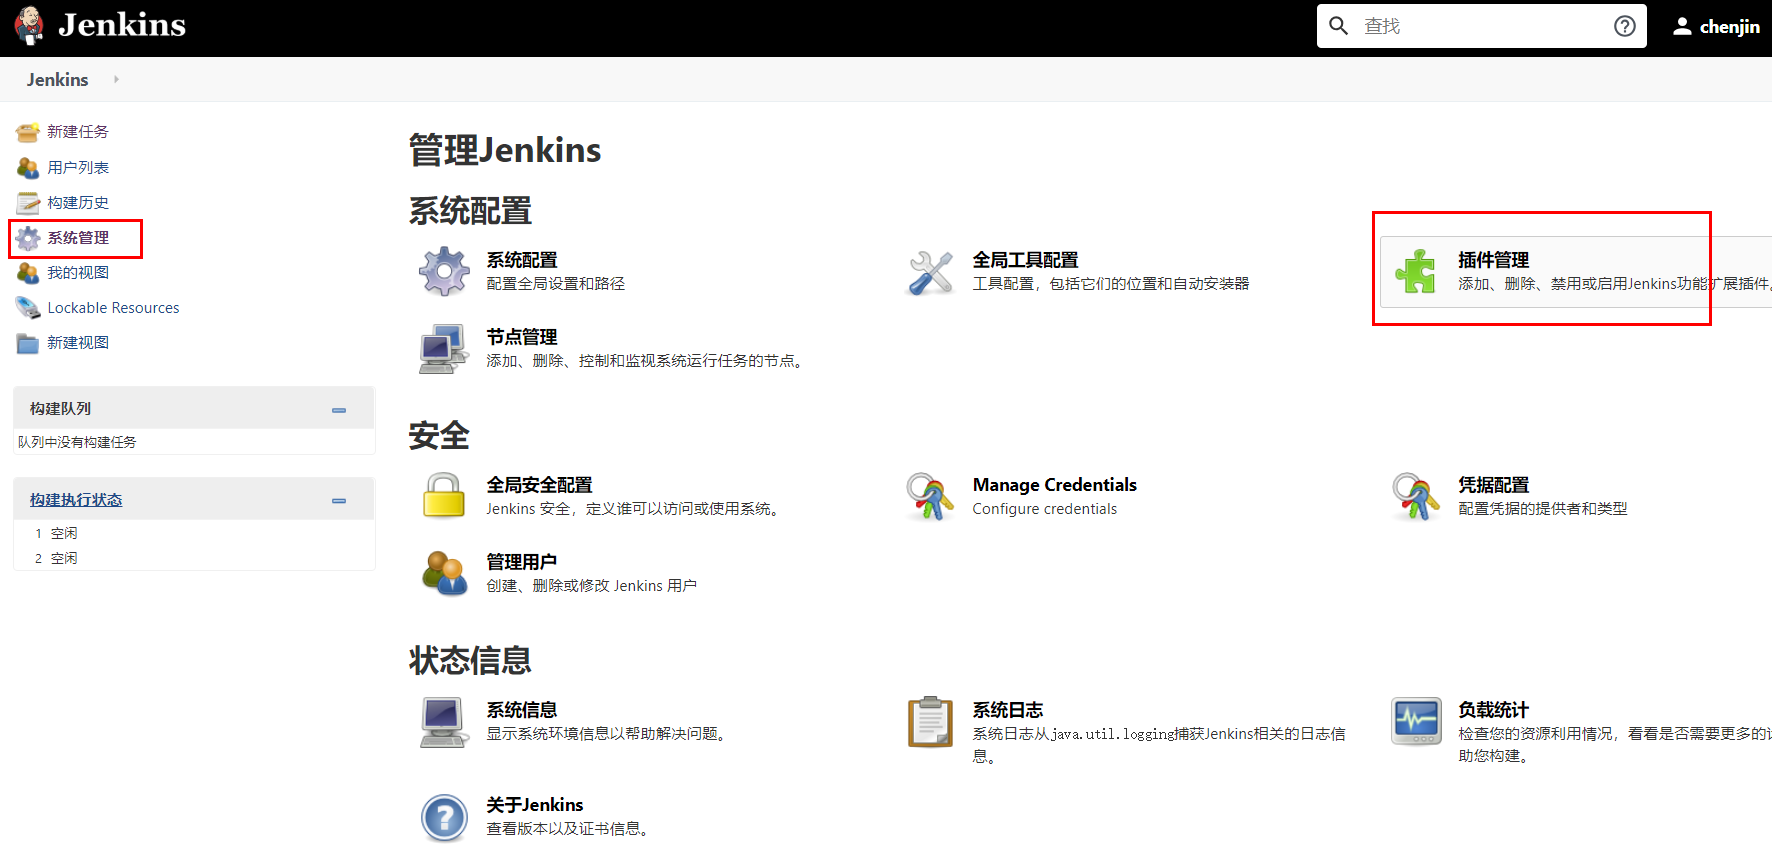 Jenkins
查找
chenjin
Jenkins
新建任务
用户列表
构建历史
系统管理
我的视图
Lockable Resources
新建视图
构建队列
队列中没有构建任务
构建执行状态
1 空闲
2 空闲
管理Jenkins
系统配置
系统配置
配置全局设置和路径
全局工具配置
工具配置，包括它们的位置和自动安装器
插件管理
添加、删除、禁用或启用Jenkins功能扩展插件。
节点管理
添加、删除、控制和监视系统运行任务的节点。
安全
全局安全配置
Jenkins 安全，定义谁可以访问或使用系统。
Manage Credentials
Configure credentials
凭据配置
配置凭据的提供者和类型
管理用户
创建、删除或修改 Jenkins 用户
状态信息
系统信息
显示系统环境信息以帮助解决问题。
系统日志
系统日志从java.util.logging捕获Jenkins相关的日志信
息。
负载统计
检查您的资源利用情况，看看是否需要更多的
助您构建。
关于Jenkins
查看版本以及证书信息。